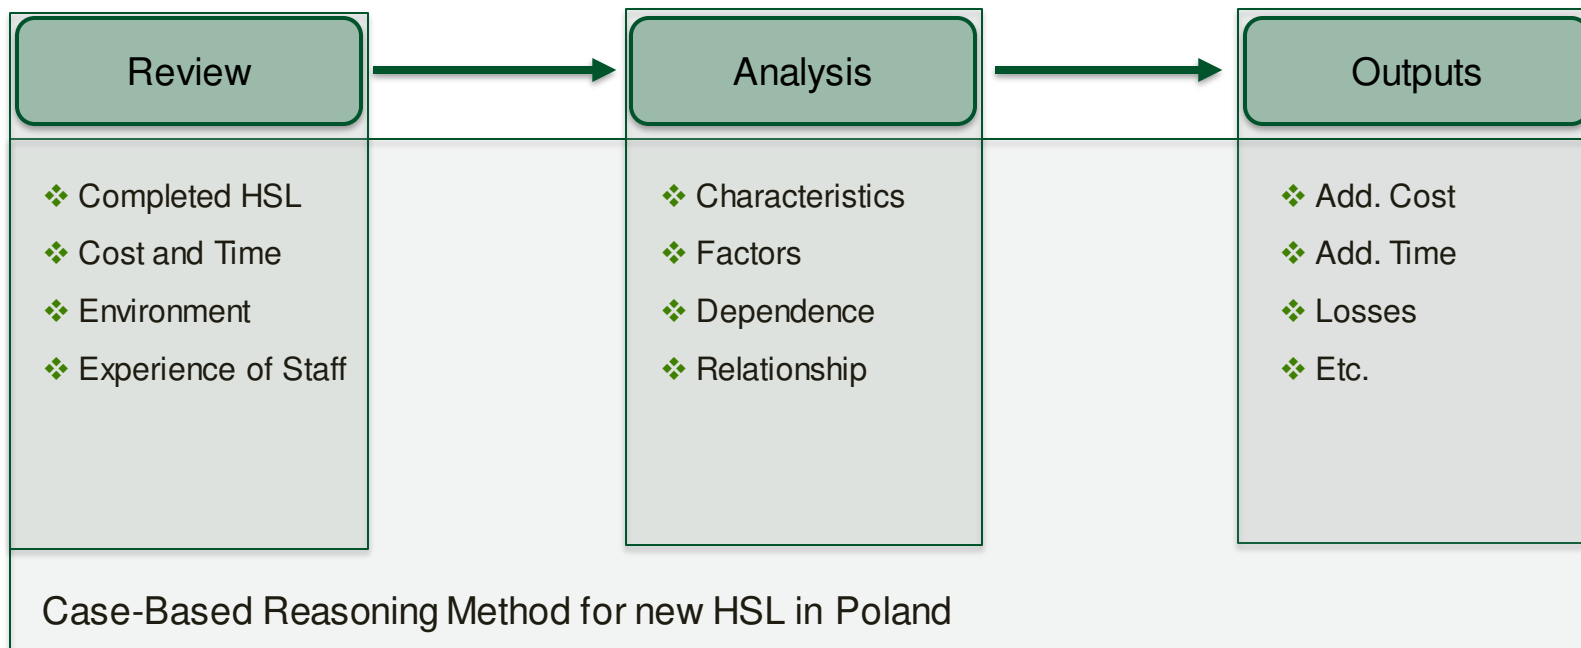 Review
Analysis
Outputs
Completed HSL
Cost and Time
Environment
Experience of Staff
Characteristics
Factors
Dependence
Relationship
Add. Cost
Add. Time
Losses
Etc.
Case-Based Reasoning Method for new HSL in Poland